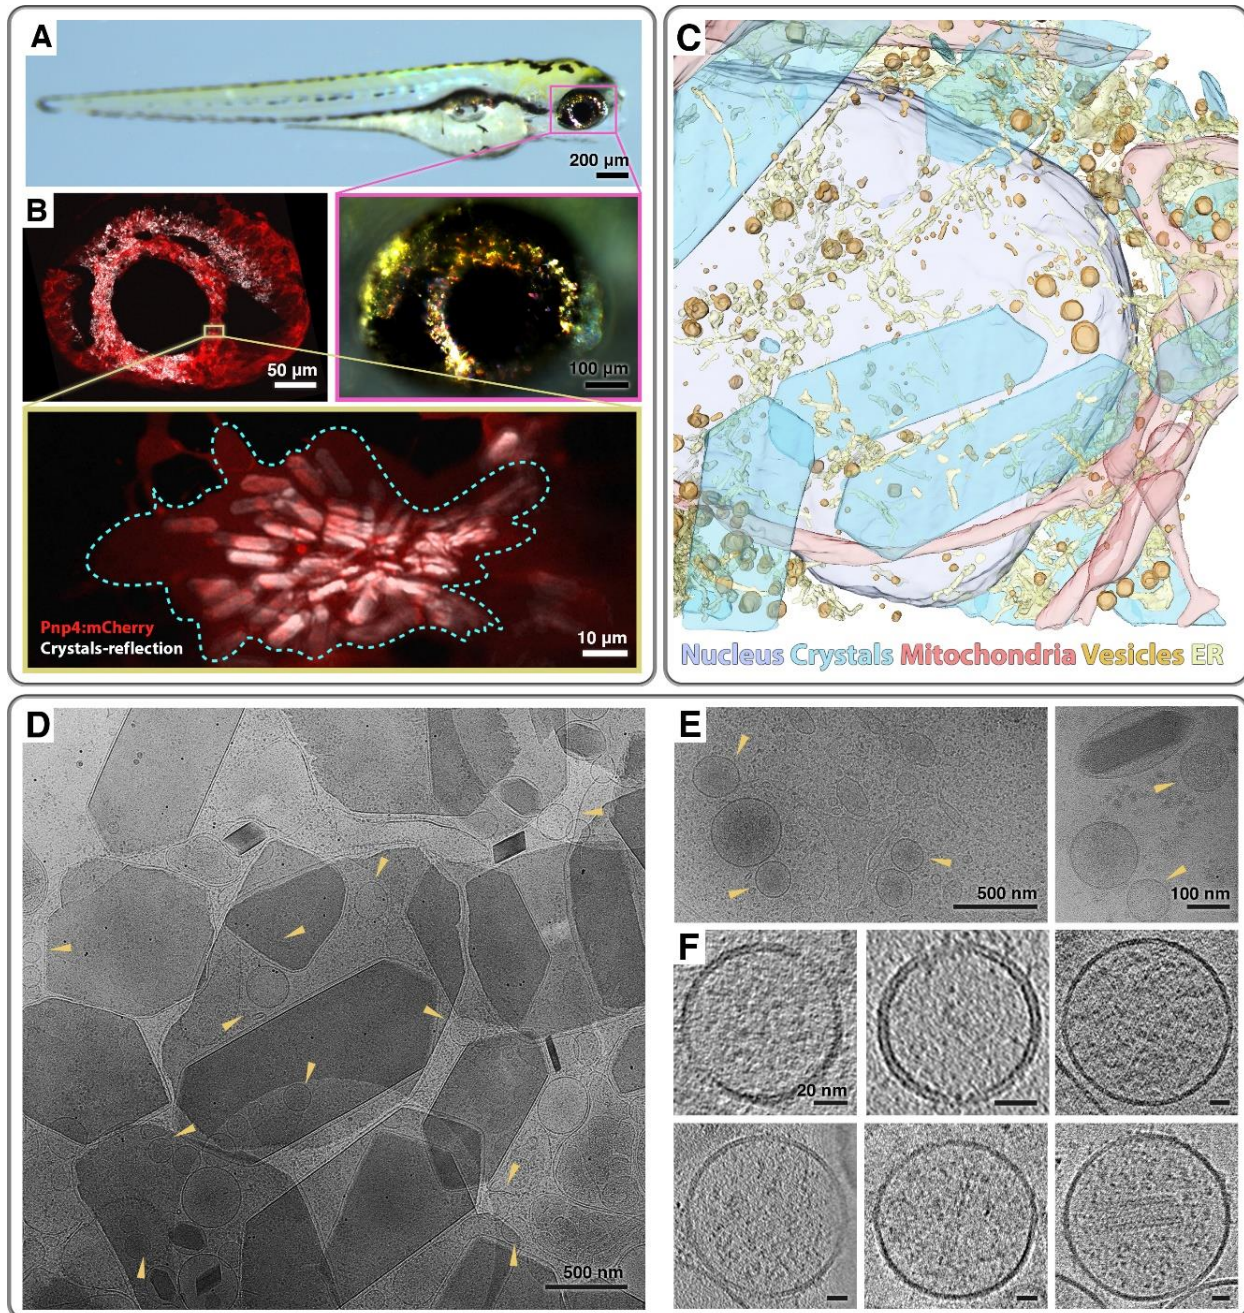 A
200 µm
B
50 µm
100 µm
Pnp4:mCherry
Crystals-reflection
10 µm
C
Nucleus Crystals Mitochondria Vesicles ER
D
500 nm
E
500 nm
100 nm
F
20 nm